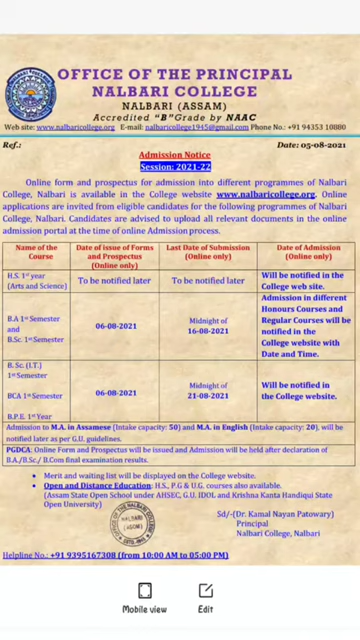 OFFICE OF THE PRINCIPAL
NALBARI COLLEGE
NALBARI (ASSAM)
Accredited "B"Grade by NAAC
Web site: www.nalbaricollege.org E-mail: nalbaricollege1945@gmail.com Phone No.: +91 94353 10880
Ref.: Date: 05-08-2021
Admission Notice
Session: 2021-22
Online form and prospectus for admission into different programmes of Nalbari
College, Nalbari is available in the College website www.nalbaricollege.org. Online
applications are invited from eligible candidates for the following programmes of Nalbari
College, Nalbari. Candidates are advised to upload all relevant documents in the online
admission portal at the time of online Admission process.
Name of the Course
Date of issue of Forms and Prospectus (Online only)
Last Date of Submission (Online only)
Date of Admission (Online only)
H.S. 1st year (Arts and Science)
To be notified later
To be notified later
Will be notified in the College web site.
B.A 1st Semester and B.Sc. 1st Semester
06-08-2021
Midnight of 16-08-2021
Admission in different Honours Courses and Regular Courses will be notified in the College website with Date and Time.
B. Sc. (I.T.) 1st Semester
BCA 1st Semester
B.P.E. 1st Year
06-08-2021
Midnight of 21-08-2021
Will be notified in the College website.
Admission to M.A. in Assamese (Intake capacity: 50) and M.A. in English (Intake capacity: 20), will
be notified later as per G.U. guidelines.
PGDCA: Online Form and Prospectus will be issued and Admission will be held after declaration of
B.A./B.Sc./ B.Com final examination results.
• Merit and waiting list will be displayed on the College website.
• Open and Distance Education: H.S., P.G & U.G. courses also available.
(Assam State Open School under AHSEC, G.U. IDOL and Krishna Kanta Handiqui State
Open University)
Sd/-(Dr. Kamal Nayan Patowary)
Principal
Nalbari College, Nalbari
Helpline No.: +91 9395167308 (from 10:00 AM to 05:00 PM)
Mobile view Edit